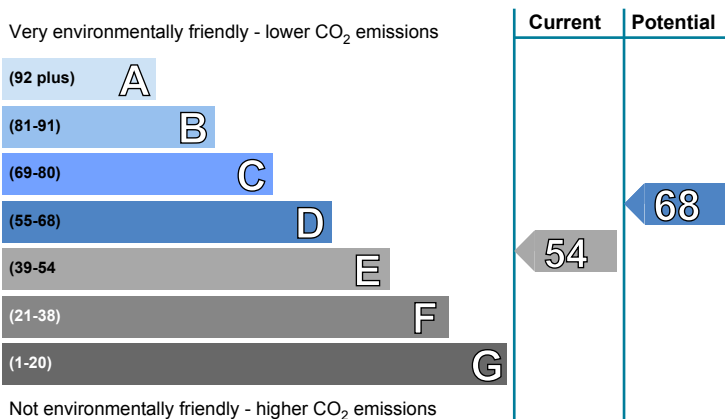 Very environmentally friendly - lower CO2 emissions
Current Potential
(92 plus) A
(81-91) B
(69-80) C
(55-68) D
68
(39-54 E
54
(21-38) F
(1-20) G
Not environmentally friendly - higher CO2 emissions